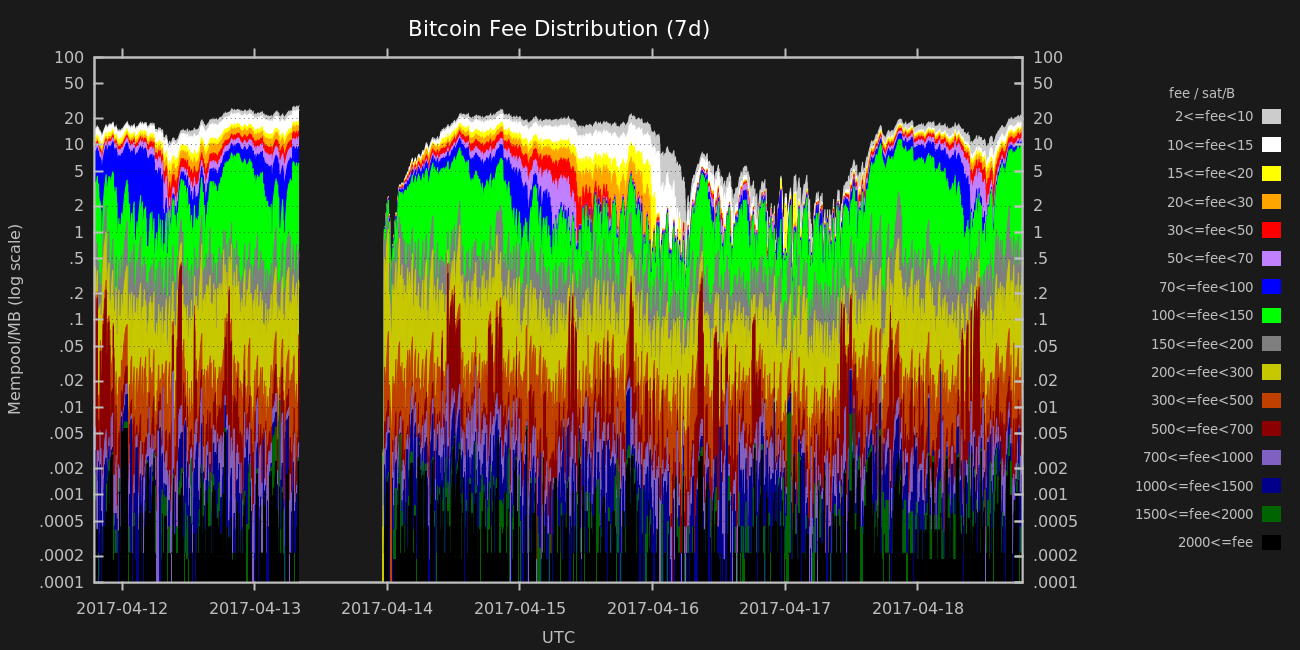 Bitcoin Fee Distribution (7d)
Mempool/MB (log scale)
100
50
20
10
5
2
1
.5
.2
.1
.05
.02
.01
.005
.002
.001
.0005
.0002
.0001
100
50
20
10
5
2
1
.5
.2
.1
.05
.02
.01
.005
.002
.001
.0005
.0002
.0001
2017-04-12 2017-04-13 2017-04-14 2017-04-15 2017-04-16 2017-04-17 2017-04-18
UTC
fee / sat/B
2<=fee<10
10<=fee<15
15<=fee<20
20<=fee<30
30<=fee<50
50<=fee<70
70<=fee<100
100<=fee<150
150<=fee<200
200<=fee<300
300<=fee<500
500<=fee<700
700<=fee<1000
1000<=fee<1500
1500<=fee<2000
2000<=fee